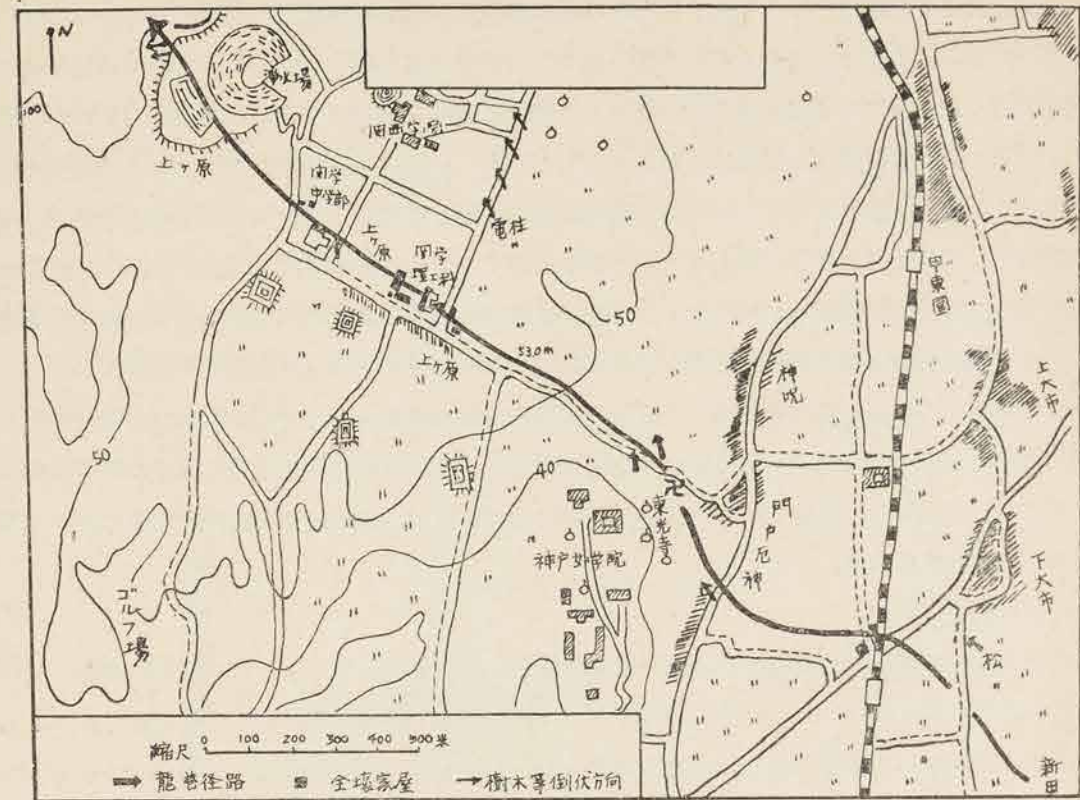 N
100
浄水場
関西学院
上ヶ原
関学
中学部
上ヶ原
関学
理工科
電柱
甲東園
50
上ヶ原
53.0m
神呪
上大市
50
40
東光寺
門戸厄神
神戸女学院
下大市
ゴルフ場
松
新田
縮尺 0 100 200 300 400 500米
龍巻径路
全壊家屋
樹木等倒伏方向